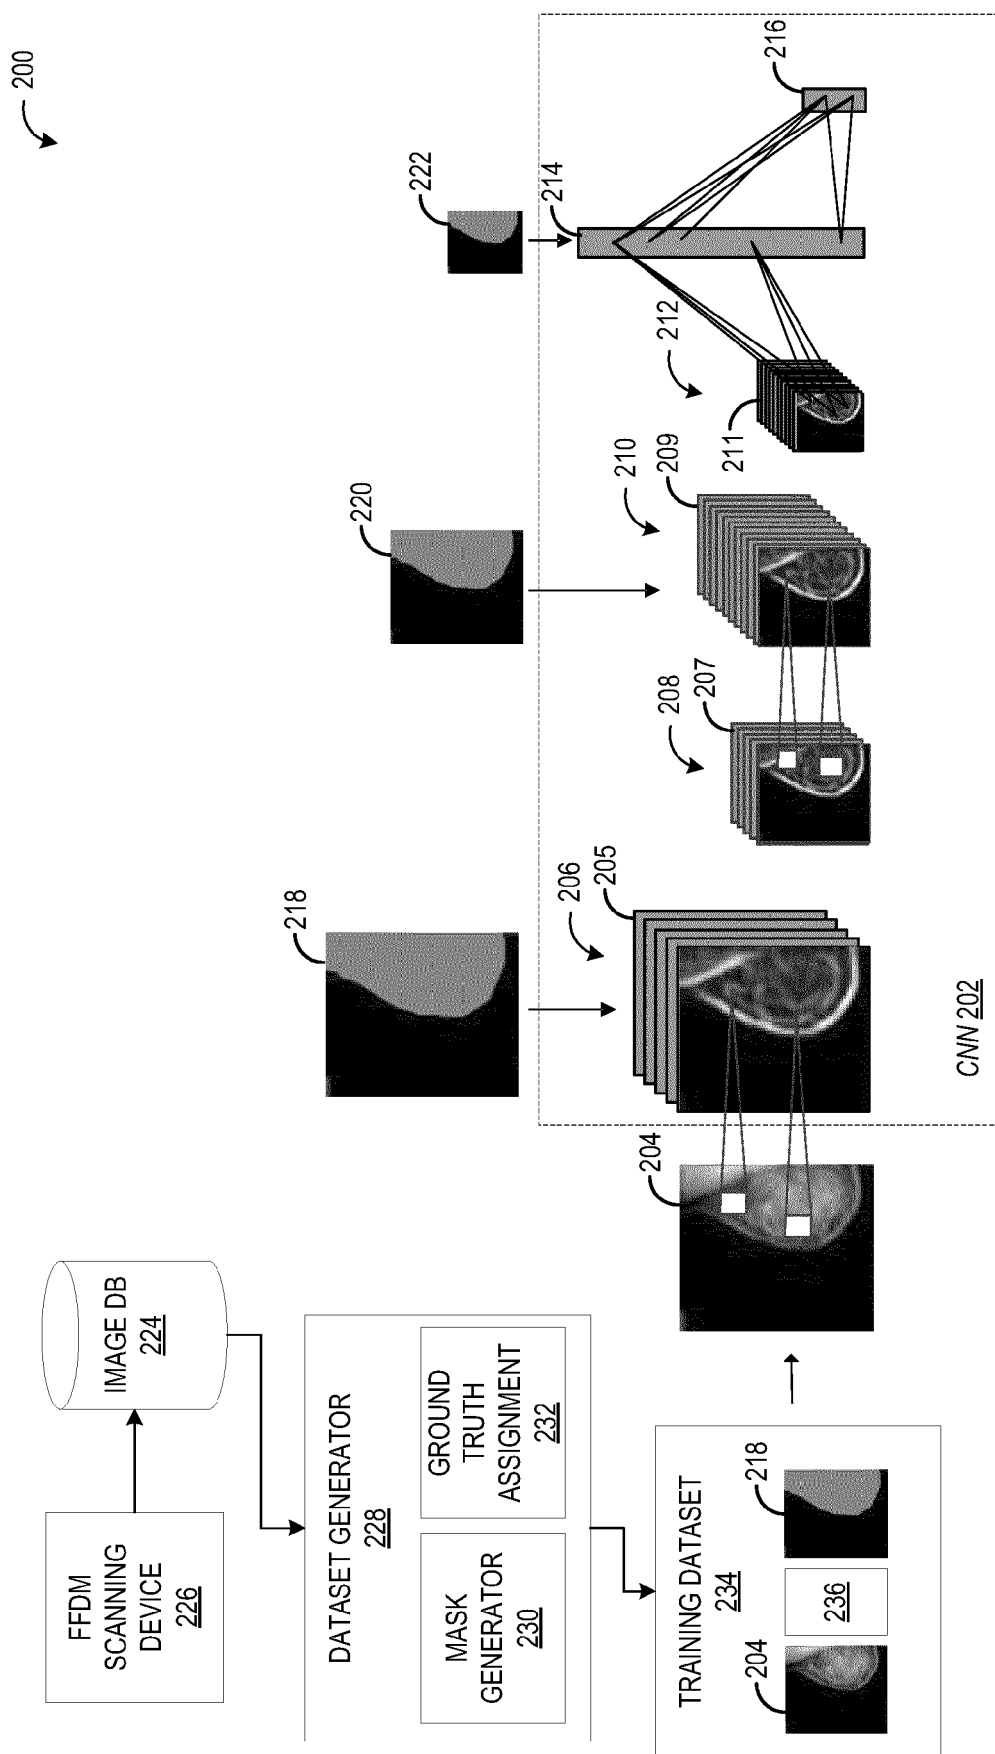 200
FFDM
SCANNING
DEVICE
226
IMAGE DB
224
DATASET GENERATOR
228
MASK
GENERATOR
230
GROUND
TRUTH
ASSIGNMENT
232
TRAINING DATASET
234
204
236
218
204
218
220
222
206
205
208
207
210
209
212
211
214
216
CNN 202